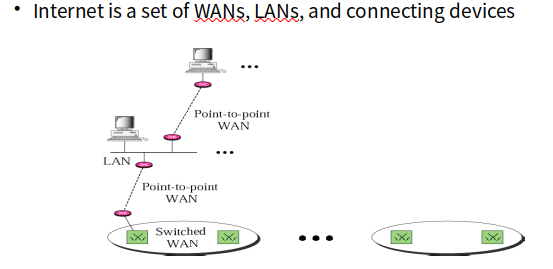 • Internet is a set of WANs, LANs, and connecting devices
...
Point-to-point
WAN
LAN
...
Point-to-point
WAN
Switched
WAN
...